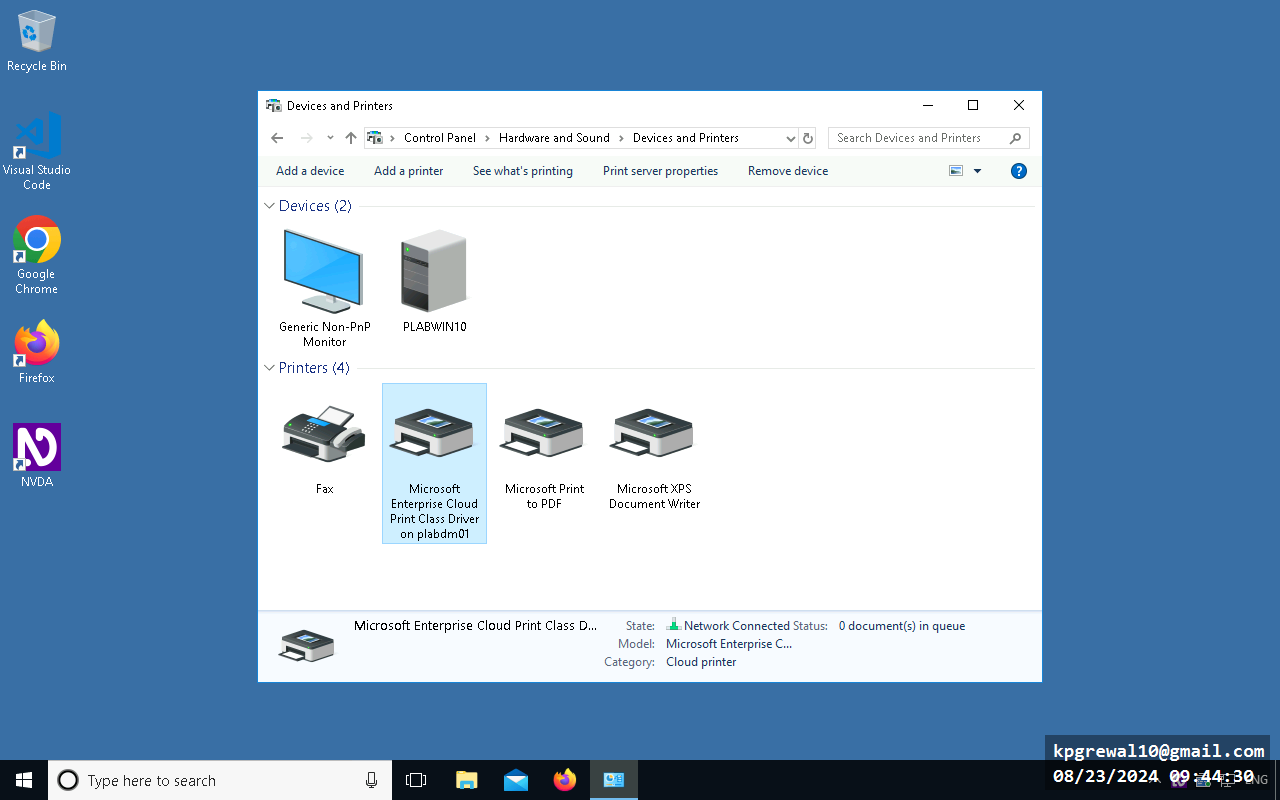 Recycle Bin
Visual Studio
Code
Google
Chrome
Firefox
NVDA
Devices and Printers
Control Panel
Hardware and Sound
Devices and Printers
Search Devices and Printers
Add a device
Add a printer
See what's printing
Print server properties
Remove device
?
Devices (2)
Generic Non-PnP
Monitor
PLABWIN10
Printers (4)
Fax
Microsoft
Enterprise Cloud
Print Class Driver
on plabdm01
Microsoft Print
to PDF
Microsoft XPS
Document Writer
Microsoft Enterprise Cloud Print Class D...
State: Network Connected Status: 0 document(s) in queue
Model: Microsoft Enterprise C...
Category: Cloud printer
Type here to search
kpgrewal10@gmail.com
08/23/2024 09:44:30
ENG